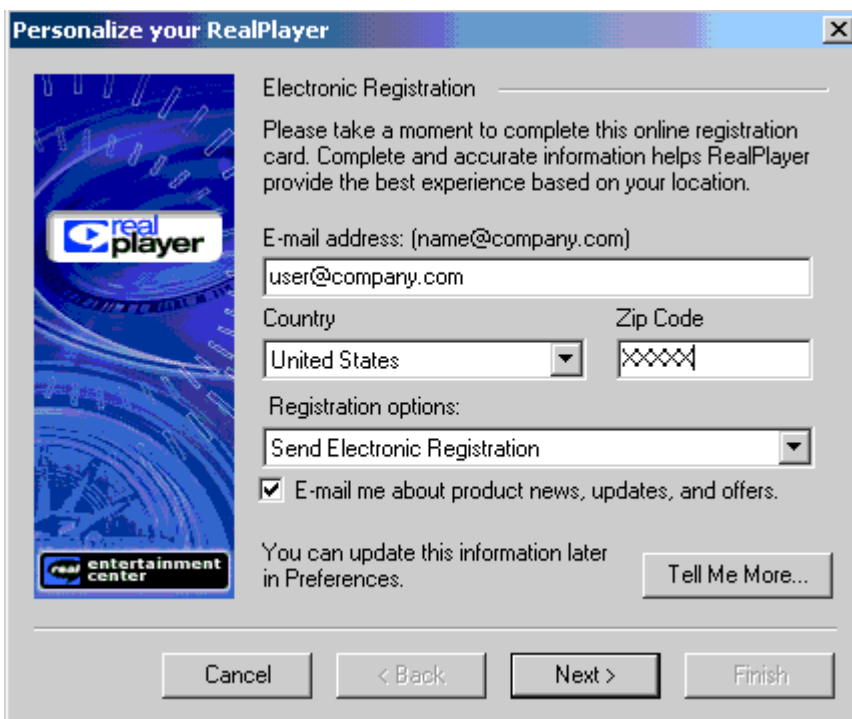 Personalize your RealPlayer
Electronic Registration
Please take a moment to complete this online registration
card. Complete and accurate information helps RealPlayer
provide the best experience based on your location.
real
player
E-mail address: (name@company.com)
user@company.com
Country Zip Code
United States XXXXX
Registration options:
Send Electronic Registration
E-mail me about product news, updates, and offers.
real entertainment
center
You can update this information later
in Preferences.
Tell Me More...
Cancel < Back Next > Finish